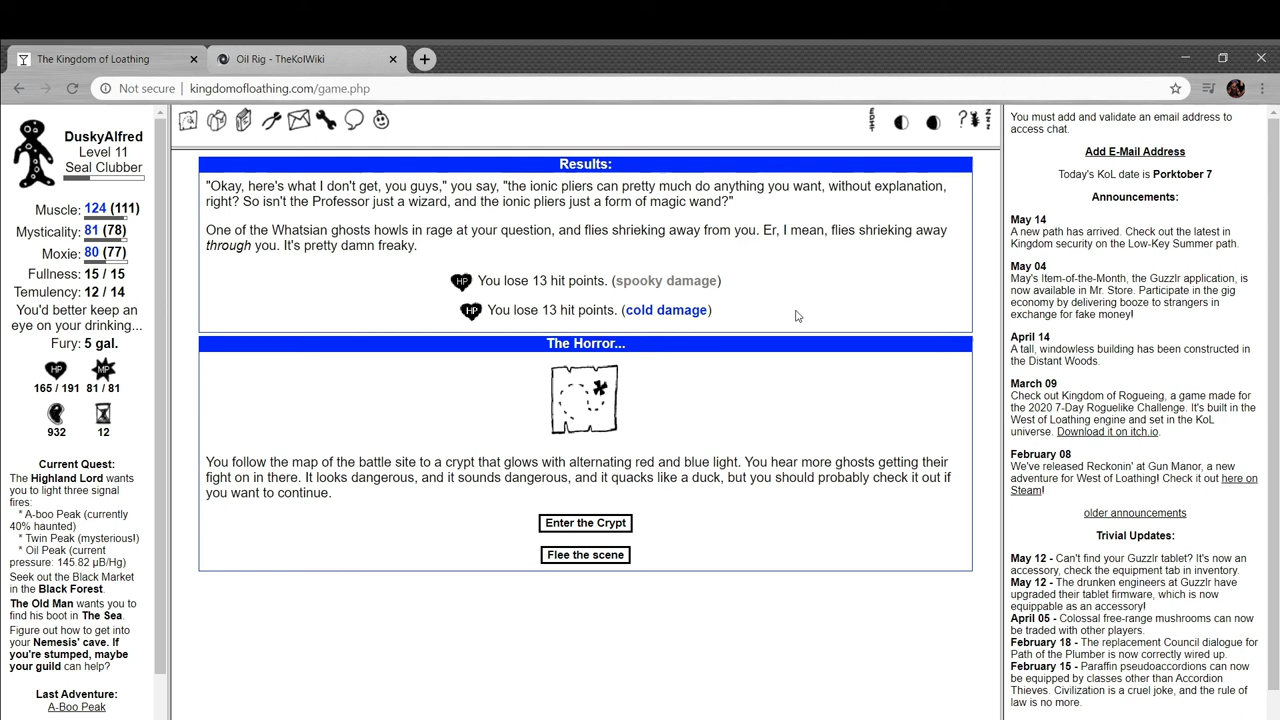 The Kingdom of Loathing
Oil Rig - TheKolWiki
Not secure
kingdomofloathing.com/game.php
DuskyAlfred
Level 11
Seal Clubber
Muscle: 124 (111)
Mysticality: 81 (78)
Moxie: 80 (77)
Fullness: 15 / 15
Temulency: 12 / 14
You'd better keep an
eye on your drinking...
Fury: 5 gal.
HP MP
165 / 191 81 / 81
932 12
Current Quest:
The Highland Lord wants
you to light three signal
fires:
* A-boo Peak (currently
40% haunted)
* Twin Peak (mysterious!)
* Oil Peak (current
pressure: 145.82 µB/Hg)
Seek out the Black Market
in the Black Forest.
The Old Man wants you to
find his boot in The Sea.
Figure out how to get into
your Nemesis' cave. If
you're stumped, maybe
your guild can help?
Last Adventure:
A-Boo Peak
Results:
"Okay, here's what I don't get, you guys," you say, "the ionic pliers can pretty much do anything you want, without explanation,
right? So isn't the Professor just a wizard, and the ionic pliers just a form of magic wand?"
One of the Whatsian ghosts howls in rage at your question, and flies shrieking away from you. Er, I mean, flies shrieking away
through you. It's pretty damn freaky.
HP You lose 13 hit points. (spooky damage)
HP You lose 13 hit points. (cold damage)
The Horror...
You follow the map of the battle site to a crypt that glows with alternating red and blue light. You hear more ghosts getting their
fight on in there. It looks dangerous, and it sounds dangerous, and it quacks like a duck, but you should probably check it out if
you want to continue.
Enter the Crypt
Flee the scene
You must add and validate an email address to
access chat.
Add E-Mail Address
Today's KoL date is Porktober 7
Announcements:
May 14
A new path has arrived. Check out the latest in
Kingdom security on the Low-Key Summer path.
May 04
May's Item-of-the-Month, the Guzzlr application, is
now available in Mr. Store. Participate in the gig
economy by delivering booze to strangers in
exchange for fake money!
April 14
A tall, windowless building has been constructed in
the Distant Woods.
March 09
Check out Kingdom of Rogueing, a game made for
the 2020 7-Day Roguelike Challenge. It's built in the
West of Loathing engine and set in the KoL
universe. Download it on itch.io.
February 08
We've released Reckonin' at Gun Manor, a new
adventure for West of Loathing! Check it out here on
Steam!
older announcements
Trivial Updates:
May 12 - Can't find your Guzzlr tablet? It's now an
accessory, check the equipment tab in inventory.
May 12 - The drunken engineers at Guzzlr have
upgraded their tablet firmware, which is now
equippable as an accessory!
April 05 - Colossal free-range mushrooms can now
be traded with other players.
February 18 - The replacement Council dialogue for
Path of the Plumber is now correctly wired up.
February 15 - Paraffin pseudoaccordions can now
be equipped by classes other than Accordion
Thieves. Civilization is a cruel joke, and the rule of
law is no more.